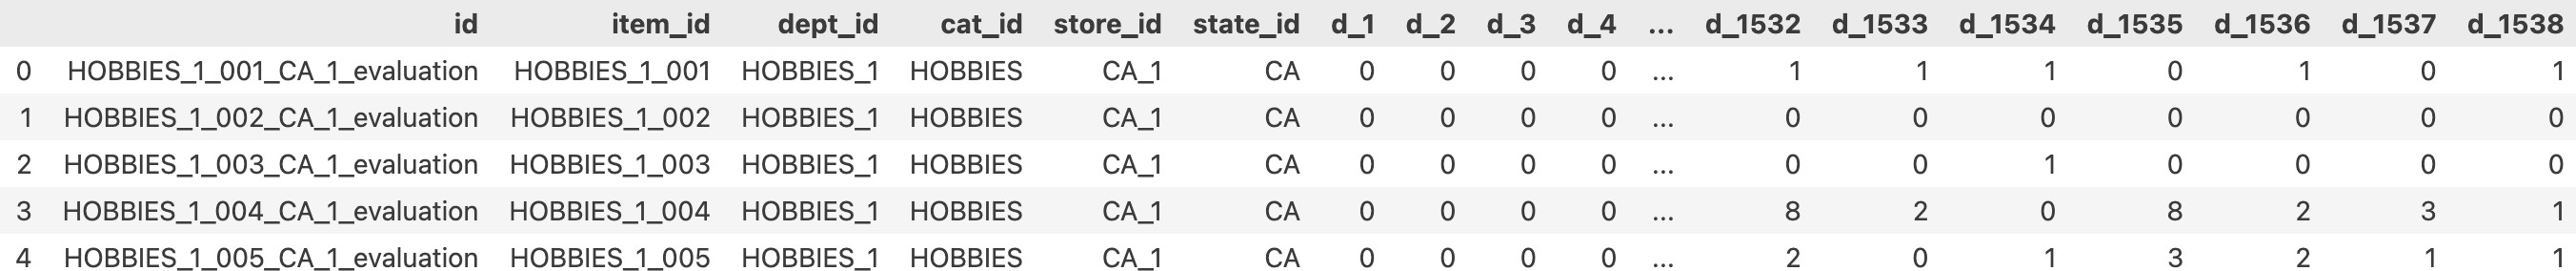 id item_id dept_id cat_id store_id state_id d_1 d_2 d_3 d_4 ... d_1532 d_1533 d_1534 d_1535 d_1536 d_1537 d_1538
0 HOBBIES_1_001_CA_1_evaluation HOBBIES_1_001 HOBBIES_1 HOBBIES CA_1 CA 0 0 0 0 ... 1 1 1 0 1 0 1
1 HOBBIES_1_002_CA_1_evaluation HOBBIES_1_002 HOBBIES_1 HOBBIES CA_1 CA 0 0 0 0 ... 0 0 0 0 0 0 0
2 HOBBIES_1_003_CA_1_evaluation HOBBIES_1_003 HOBBIES_1 HOBBIES CA_1 CA 0 0 0 0 ... 0 0 1 0 0 0 0
3 HOBBIES_1_004_CA_1_evaluation HOBBIES_1_004 HOBBIES_1 HOBBIES CA_1 CA 0 0 0 0 ... 8 2 0 8 2 3 1
4 HOBBIES_1_005_CA_1_evaluation HOBBIES_1_005 HOBBIES_1 HOBBIES CA_1 CA 0 0 0 0 ... 2 0 1 3 2 1 1